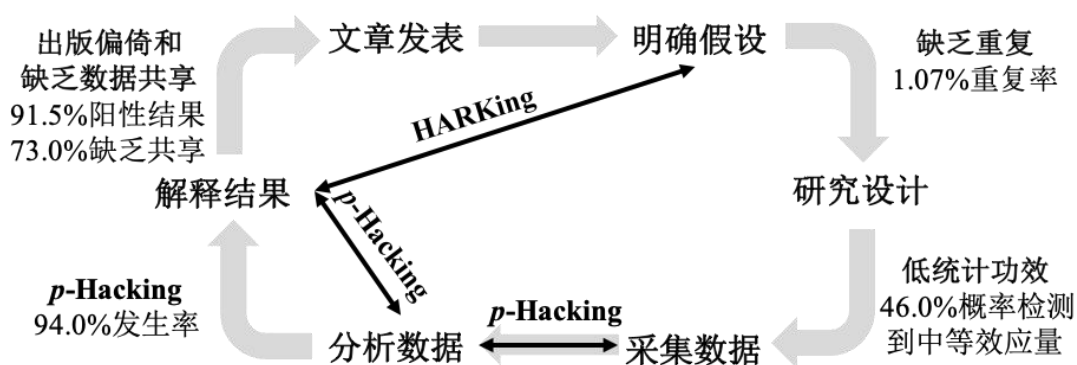 出版偏倚和
缺乏数据共享
91.5%阳性结果
73.0%缺乏共享
文章发表
明确假设
缺乏重复
1.07%重复率
HARKing
解释结果
研究设计
p-Hacking
p-Hacking
94.0%发生率
低统计功效
46.0%概率检测
到中等效应量
p-Hacking
分析数据
采集数据